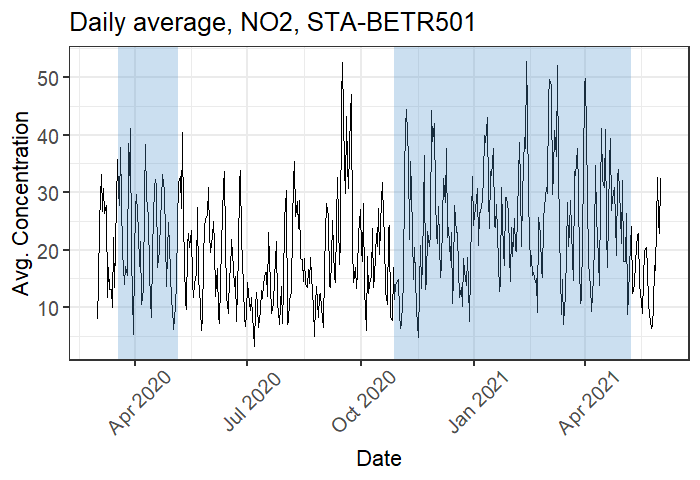 Daily average, NO2, STA-BETR501
Avg. Concentration
50
40
30
20
10
Apr 2020
Jul 2020
Oct 2020
Jan 2021
Apr 2021
Date